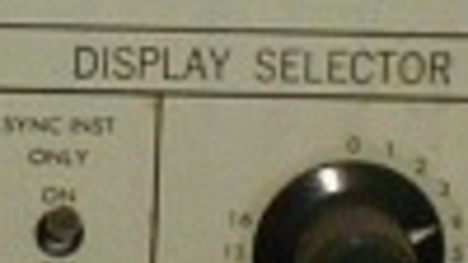 DISPLAY SELECTOR
SYNC INST
ONLY
ON
0 1 2 3
16